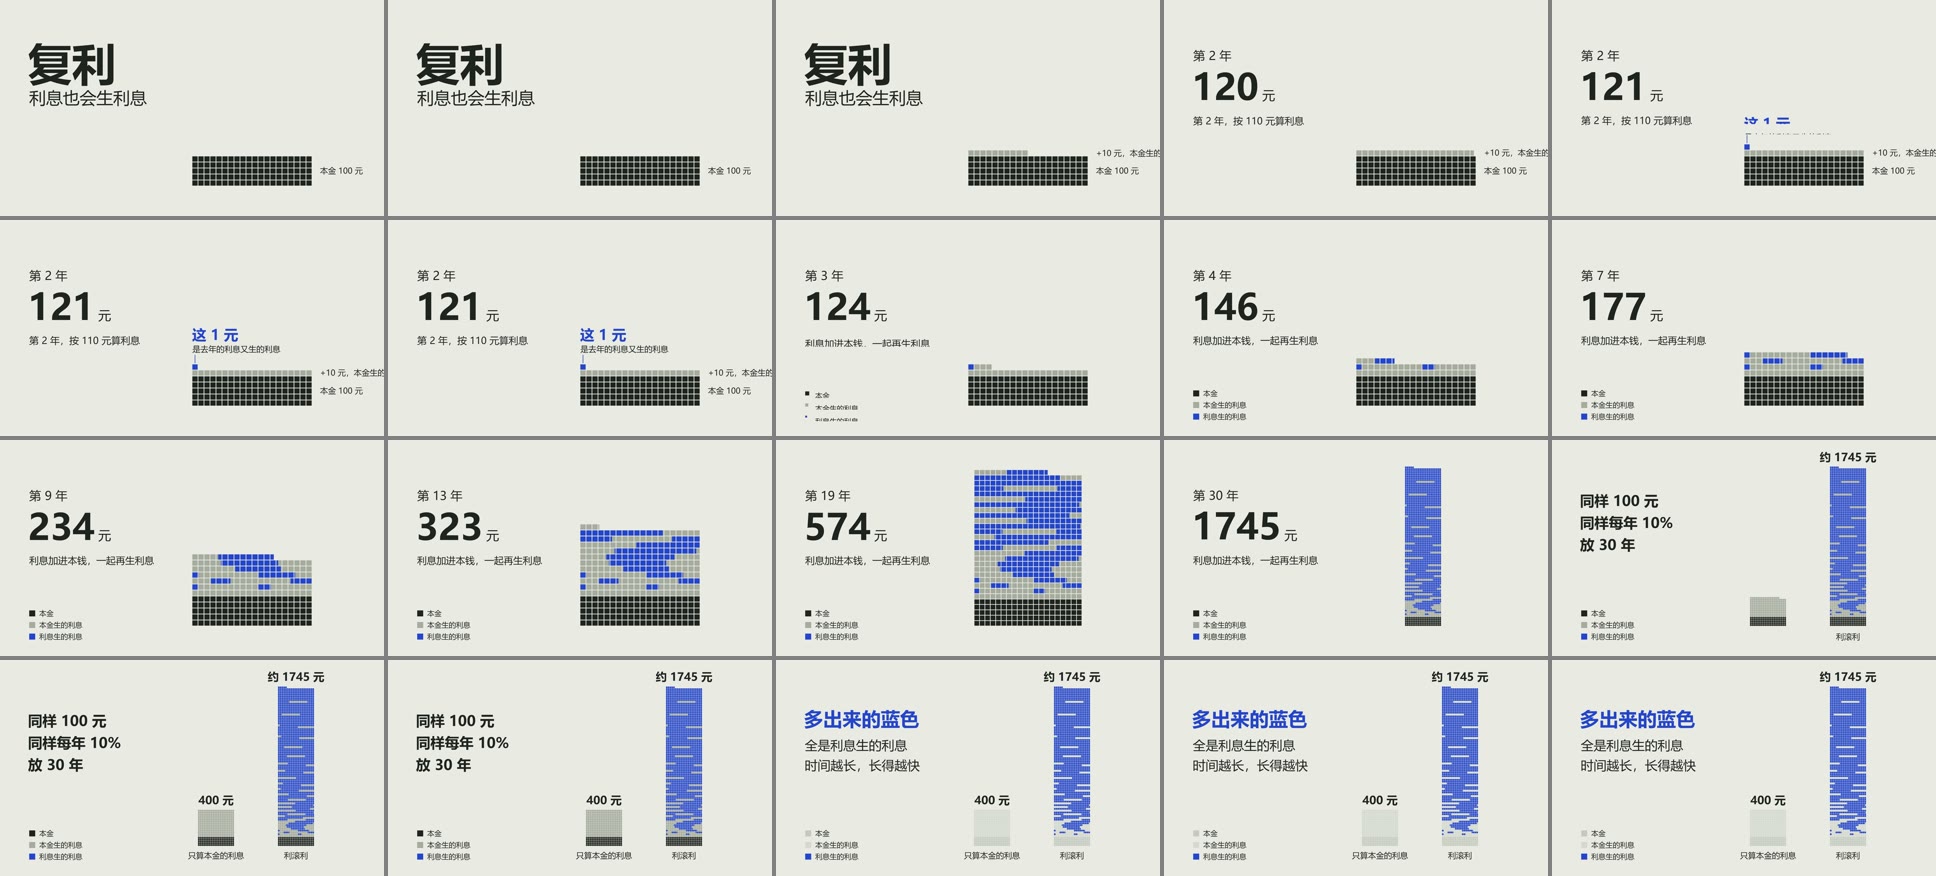 复利
利息也会生利息
本金 100 元
复利
利息也会生利息
本金 100 元
复利
利息也会生利息
+10 元，本金生的
本金 100 元
第 2 年
120 元
第 2 年，按 110 元算利息
+10 元，本金生的
本金 100 元
第 2 年
121 元
第 2 年，按 110 元算利息
这 1 元
+10 元，本金生的
本金 100 元
第 2 年
121 元
第 2 年，按 110 元算利息
这 1 元
是去年的利息又生的利息
+10 元，本金生的
本金 100 元
第 2 年
121 元
第 2 年，按 110 元算利息
这 1 元
是去年的利息又生的利息
+10 元，本金生的
本金 100 元
第 3 年
124 元
利息加进本钱，一起再生利息
本金
本金生的利息
利息生的利息
第 4 年
146 元
利息加进本钱，一起再生利息
本金
本金生的利息
利息生的利息
第 7 年
177 元
利息加进本钱，一起再生利息
本金
本金生的利息
利息生的利息
第 9 年
234 元
利息加进本钱，一起再生利息
本金
本金生的利息
利息生的利息
第 13 年
323 元
利息加进本钱，一起再生利息
本金
本金生的利息
利息生的利息
第 19 年
574 元
利息加进本钱，一起再生利息
本金
本金生的利息
利息生的利息
第 30 年
1745 元
利息加进本钱，一起再生利息
本金
本金生的利息
利息生的利息
约 1745 元
同样 100 元
同样每年 10%
放 30 年
本金
本金生的利息
利息生的利息
利滚利
约 1745 元
同样 100 元
同样每年 10%
放 30 年
400 元
本金
本金生的利息
利息生的利息
只算本金的利息
利滚利
约 1745 元
同样 100 元
同样每年 10%
放 30 年
400 元
本金
本金生的利息
利息生的利息
只算本金的利息
利滚利
约 1745 元
多出来的蓝色
全是利息生的利息
时间越长，长得越快
400 元
本金
本金生的利息
利息生的利息
只算本金的利息
利滚利
约 1745 元
多出来的蓝色
全是利息生的利息
时间越长，长得越快
400 元
本金
本金生的利息
利息生的利息
只算本金的利息
利滚利
约 1745 元
多出来的蓝色
全是利息生的利息
时间越长，长得越快
400 元
本金
本金生的利息
利息生的利息
只算本金的利息
利滚利